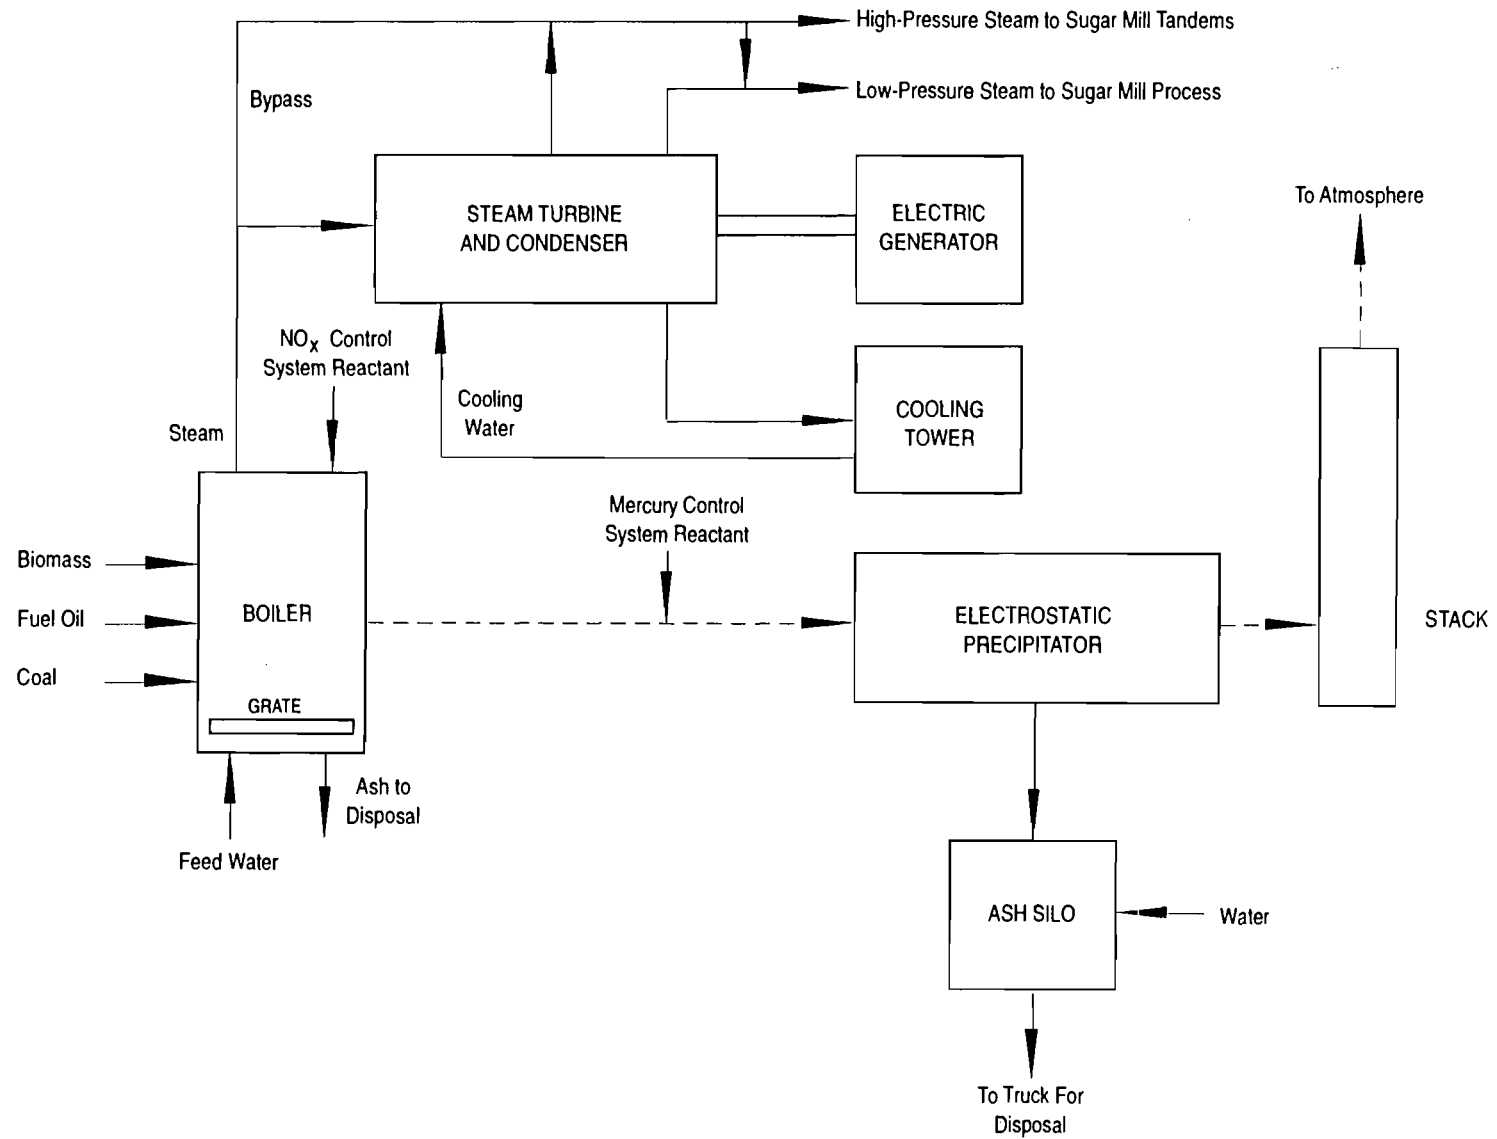 High-Pressure Steam to Sugar Mill Tandems
Bypass
Low-Pressure Steam to Sugar Mill Process
STEAM TURBINE
AND CONDENSER
ELECTRIC
GENERATOR
To Atmosphere
NOx Control
System Reactant
Cooling
Water
COOLING
TOWER
Steam
Mercury Control
System Reactant
Biomass
Fuel Oil
Coal
BOILER
GRATE
ELECTROSTATIC
PRECIPITATOR
STACK
Ash to
Disposal
Feed Water
ASH SILO
Water
To Truck For
Disposal